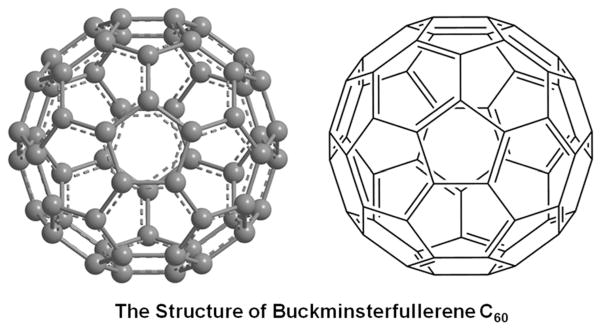 The Structure of Buckminsterfullerene C₆₀